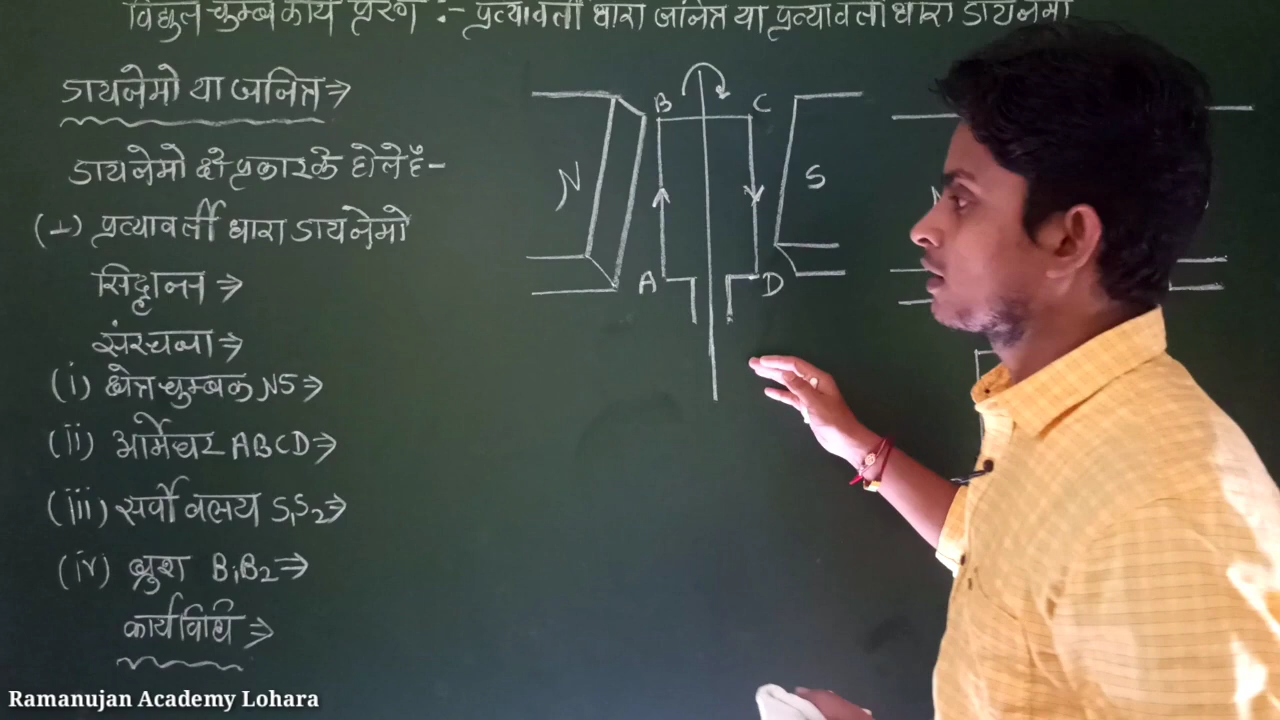 विद्युत चुम्बकीय प्रेरण :- प्रत्यावर्ती धारा जनित्र या प्रत्यावर्ती धारा डायनेमो
डायनेमो या जनित्र ⇒
डायनेमो दो प्रकार के होते हैं -
(1) प्रत्यावर्ती धारा डायनेमो
सिद्धान्त ⇒
संरचना ⇒
(i) क्षेत्र चुम्बक NS ⇒
(ii) आर्मेचर ABCD ⇒
(iii) सर्पी वलय S1S2 ⇒
(iv) ब्रुश B1B2 ⇒
कार्यविधि ⇒
B C
N S N
A D
Ramanujan Academy Lohara